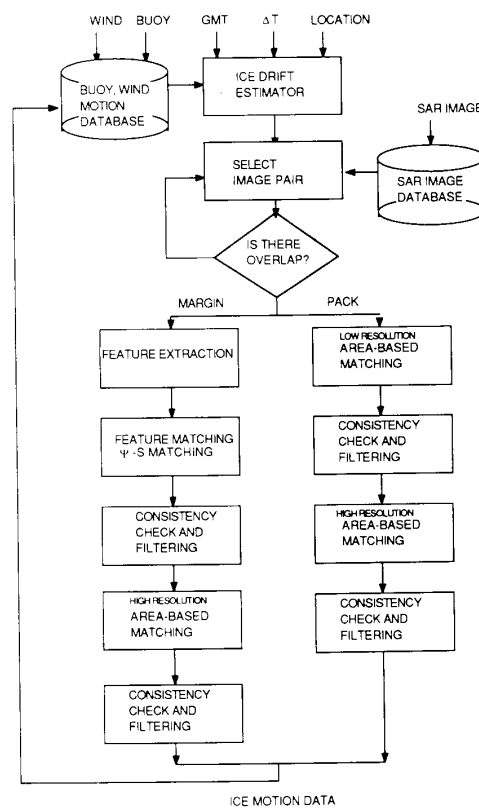 WIND BUOY GMT ΔT LOCATION
BUOY, WIND
MOTION
DATABASE
ICE DRIFT
ESTIMATOR
SAR IMAGE
SELECT
IMAGE PAIR
SAR IMAGE
DATABASE
IS THERE
OVERLAP?
MARGIN PACK
FEATURE EXTRACTION
FEATURE MATCHING
Ψ-S MATCHING
CONSISTENCY
CHECK AND
FILTERING
HIGH RESOLUTION
AREA-BASED
MATCHING
CONSISTENCY
CHECK AND
FILTERING
LOW RESOLUTION
AREA-BASED
MATCHING
CONSISTENCY
CHECK AND
FILTERING
HIGH RESOLUTION
AREA-BASED
MATCHING
CONSISTENCY
CHECK AND
FILTERING
ICE MOTION DATA